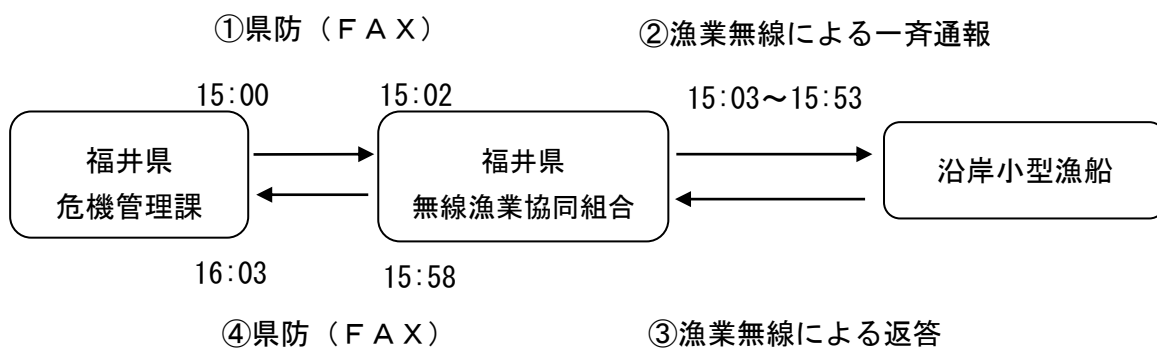 ①県防（ＦＡＸ）
②漁業無線による一斉通報
15:00
15:02
15:03～15:53
福井県
危機管理課
福井県
無線漁業協同組合
沿岸小型漁船
16:03
15:58
④県防（ＦＡＸ）
③漁業無線による返答